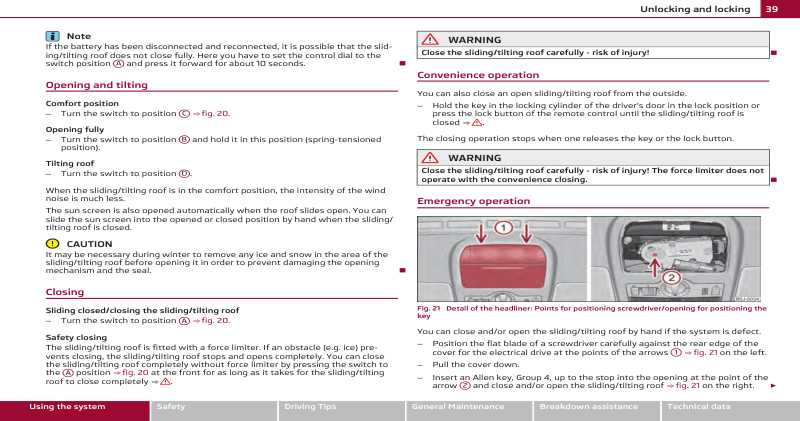 Unlocking and locking 39
Note
If the battery has been disconnected and reconnected, it is possible that the slid-
ing/tilting roof does not close fully. Here you have to set the control dial to the
switch position A and press it forward for about 10 seconds.
Opening and tilting
Comfort position
– Turn the switch to position C ⇒ fig. 20.
Opening fully
– Turn the switch to position B and hold it in this position (spring-tensioned
position).
Tilting roof
– Turn the switch to position D.
When the sliding/tilting roof is in the comfort position, the intensity of the wind
noise is much less.
The sun screen is also opened automatically when the roof slides open. You can
slide the sun screen into the opened or closed position by hand when the sliding/
tilting roof is closed.
CAUTION
It may be necessary during winter to remove any ice and snow in the area of the
sliding/tilting roof before opening it in order to prevent damaging the opening
mechanism and the seal.
Closing
Sliding closed/closing the sliding/tilting roof
– Turn the switch to position A ⇒ fig. 20.
Safety closing
The sliding/tilting roof is fitted with a force limiter. If an obstacle (e.g. ice) pre-
vents closing, the sliding/tilting roof stops and opens completely. You can close
the sliding/tilting roof completely without force limiter by pressing the switch to
the A position ⇒ fig. 20 at the front for as long as it takes for the sliding/tilting
roof to close completely ⇒ ⚠.
WARNING
Close the sliding/tilting roof carefully - risk of injury!
Convenience operation
You can also close an open sliding/tilting roof from the outside.
– Hold the key in the locking cylinder of the driver's door in the lock position or
press the lock button of the remote control until the sliding/tilting roof is
closed ⇒ ⚠.
The closing operation stops when one releases the key or the lock button.
WARNING
Close the sliding/tilting roof carefully - risk of injury! The force limiter does not
operate with the convenience closing.
Emergency operation
1
2
B6J-0034
Fig. 21 Detail of the headliner: Points for positioning screwdriver/opening for positioning the
key
You can close and/or open the sliding/tilting roof by hand if the system is defect.
– Position the flat blade of a screwdriver carefully against the rear edge of the
cover for the electrical drive at the points of the arrows 1 ⇒ fig. 21 on the left.
– Pull the cover down.
– Insert an Allen key, Group 4, up to the stop into the opening at the point of the
arrow 2 and close and/or open the sliding/tilting roof ⇒ fig. 21 on the right.
Using the system Safety Driving Tips General Maintenance Breakdown assistance Technical data